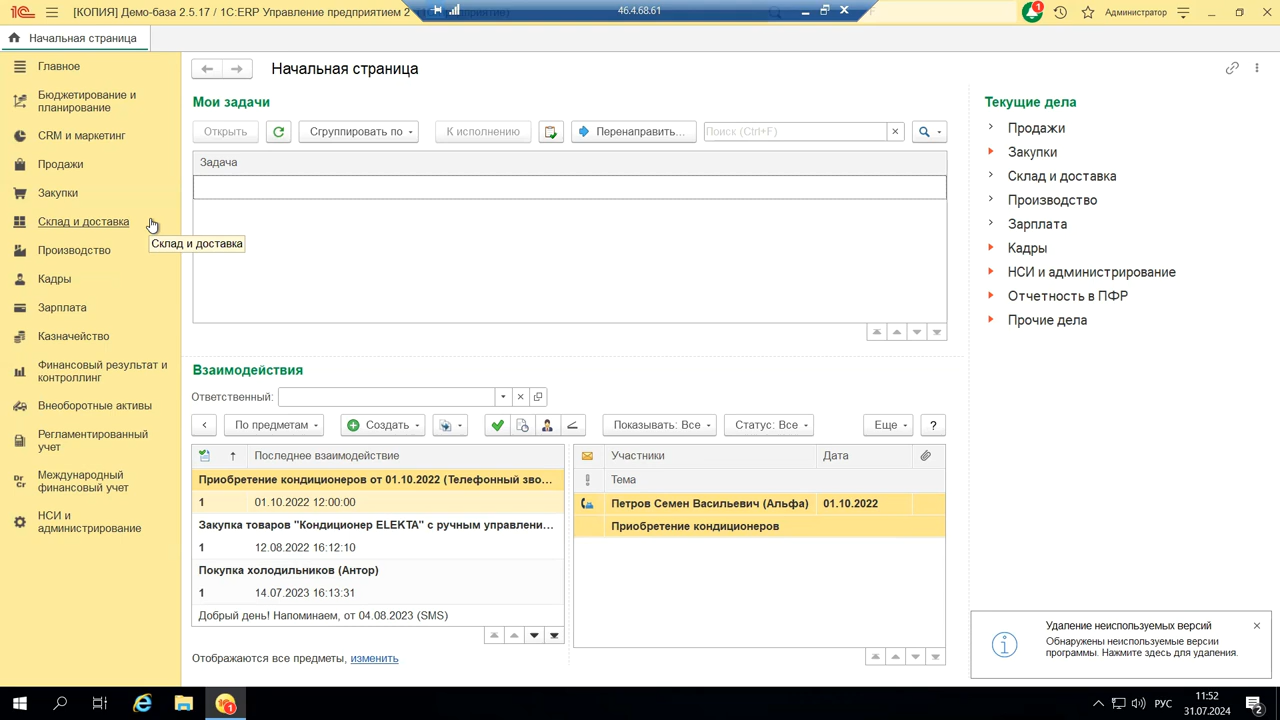 [КОПИЯ] Демо-база 2.5.17 / 1С:ERP Управление предприятием 2
46.4.68.61
1
Администратор
Начальная страница
Главное
Бюджетирование и
планирование
CRM и маркетинг
Продажи
Закупки
Склад и доставка
Склад и доставка
Производство
Кадры
Зарплата
Казначейство
Финансовый результат и
контроллинг
Внеоборотные активы
Регламентированный
учет
Международный
финансовый учет
НСИ и
администрирование
Начальная страница
Мои задачи
Открыть
Сгруппировать по
К исполнению
Перенаправить...
Поиск (Ctrl+F)
Задача
Взаимодействия
Ответственный:
По предметам
Создать
Показывать: Все
Статус: Все
Еще
?
Последнее взаимодействие
Приобретение кондиционеров от 01.10.2022 (Телефонный зво...
1 01.10.2022 12:00:00
Закупка товаров "Кондиционер ELEKTA" с ручным управлени...
1 12.08.2022 16:12:10
Покупка холодильников (Антор)
1 14.07.2023 16:13:31
Добрый день! Напоминаем, от 04.08.2023 (SMS)
Отображаются все предметы, изменить
Участники Дата
Тема
Петров Семен Васильевич (Альфа) 01.10.2022
Приобретение кондиционеров
Текущие дела
Продажи
Закупки
Склад и доставка
Производство
Зарплата
Кадры
НСИ и администрирование
Отчетность в ПФР
Прочие дела
Удаление неиспользуемых версий
Обнаружены неиспользуемые версии
программы. Нажмите здесь для удаления.
1
РУС
11:52
31.07.2024
2